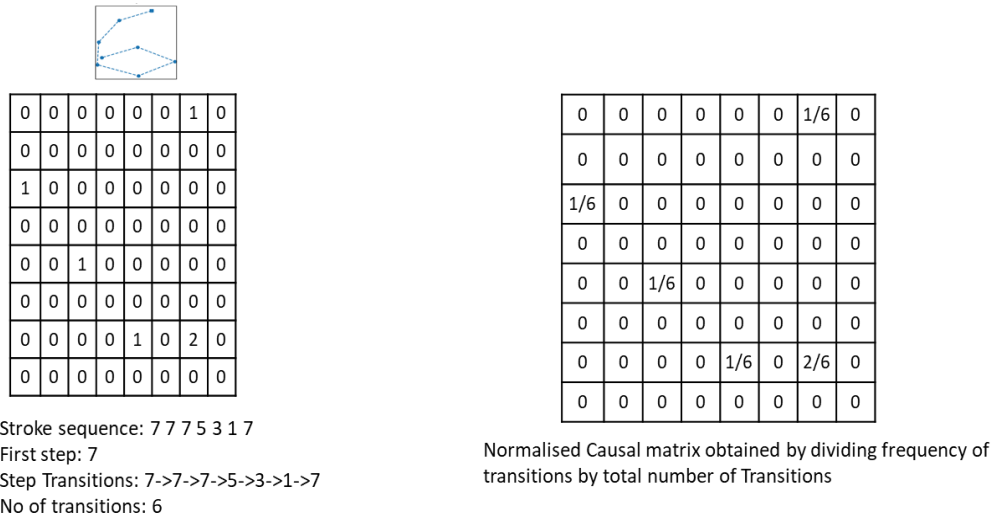 0 0 0 0 0 0 1 0
0 0 0 0 0 0 0 0
1 0 0 0 0 0 0 0
0 0 0 0 0 0 0 0
0 0 1 0 0 0 0 0
0 0 0 0 0 0 0 0
0 0 0 0 1 0 2 0
0 0 0 0 0 0 0 0
Stroke sequence: 7 7 7 5 3 1 7
First step: 7
Step Transitions: 7->7->7->5->3->1->7
No of transitions: 6
0 0 0 0 0 0 1/6 0
0 0 0 0 0 0 0 0
1/6 0 0 0 0 0 0 0
0 0 0 0 0 0 0 0
0 0 1/6 0 0 0 0 0
0 0 0 0 0 0 0 0
0 0 0 0 1/6 0 2/6 0
0 0 0 0 0 0 0 0
Normalised Causal matrix obtained by dividing frequency of
transitions by total number of Transitions